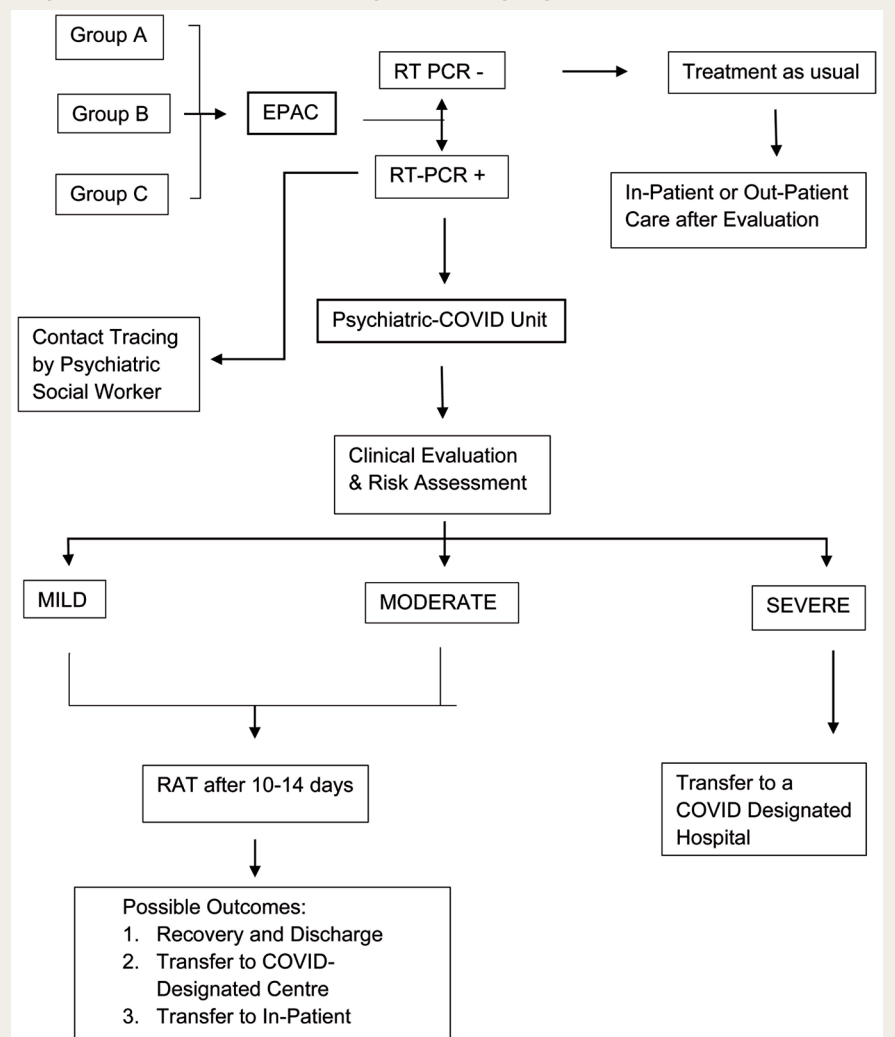 Group A
Group B
Group C
EPAC
RT PCR -
RT-PCR +
Treatment as usual
In-Patient or Out-Patient
Care after Evaluation
Psychiatric-COVID Unit
Contact Tracing
by Psychiatric
Social Worker
Clinical Evaluation
& Risk Assessment
MILD
MODERATE
SEVERE
RAT after 10-14 days
Transfer to a
COVID Designated
Hospital
Possible Outcomes:
1. Recovery and Discharge
2. Transfer to COVID-
Designated Centre
3. Transfer to In-Patient